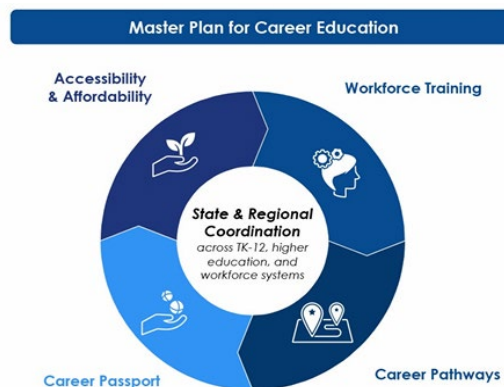 Master Plan for Career Education
Accessibility
& Affordability
Workforce Training
State & Regional
Coordination
across TK-12, higher
education, and
workforce systems
Career Passport
Career Pathways